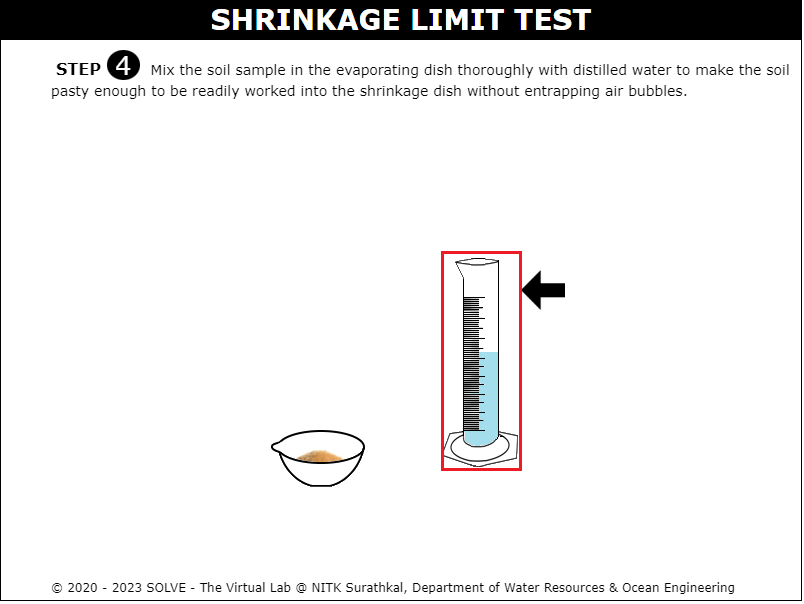 SHRINKAGE LIMIT TEST
STEP 4 Mix the soil sample in the evaporating dish thoroughly with distilled water to make the soil
pasty enough to be readily worked into the shrinkage dish without entrapping air bubbles.
© 2020 - 2023 SOLVE - The Virtual Lab @ NITK Surathkal, Department of Water Resources & Ocean Engineering